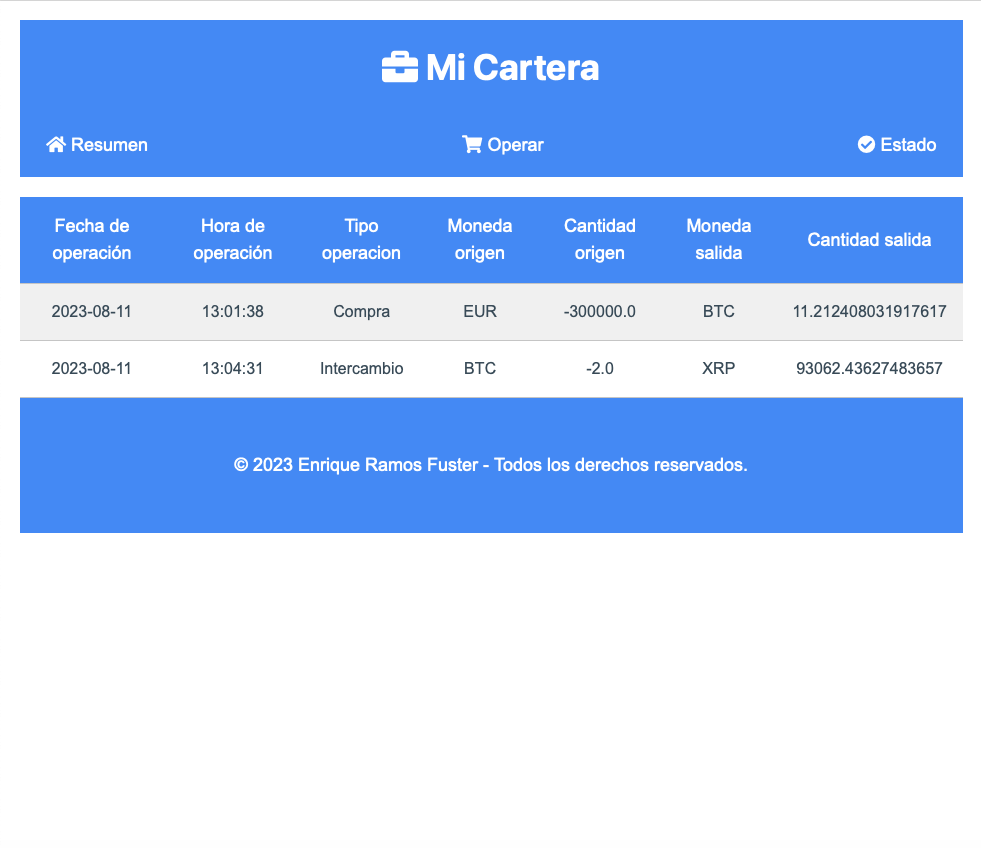 Mi Cartera
Resumen Operar Estado
Fecha de operación Hora de operación Tipo operacion Moneda origen Cantidad origen Moneda salida Cantidad salida
2023-08-11 13:01:38 Compra EUR -300000.0 BTC 11.212408031917617
2023-08-11 13:04:31 Intercambio BTC -2.0 XRP 93062.43627483657
© 2023 Enrique Ramos Fuster - Todos los derechos reservados.